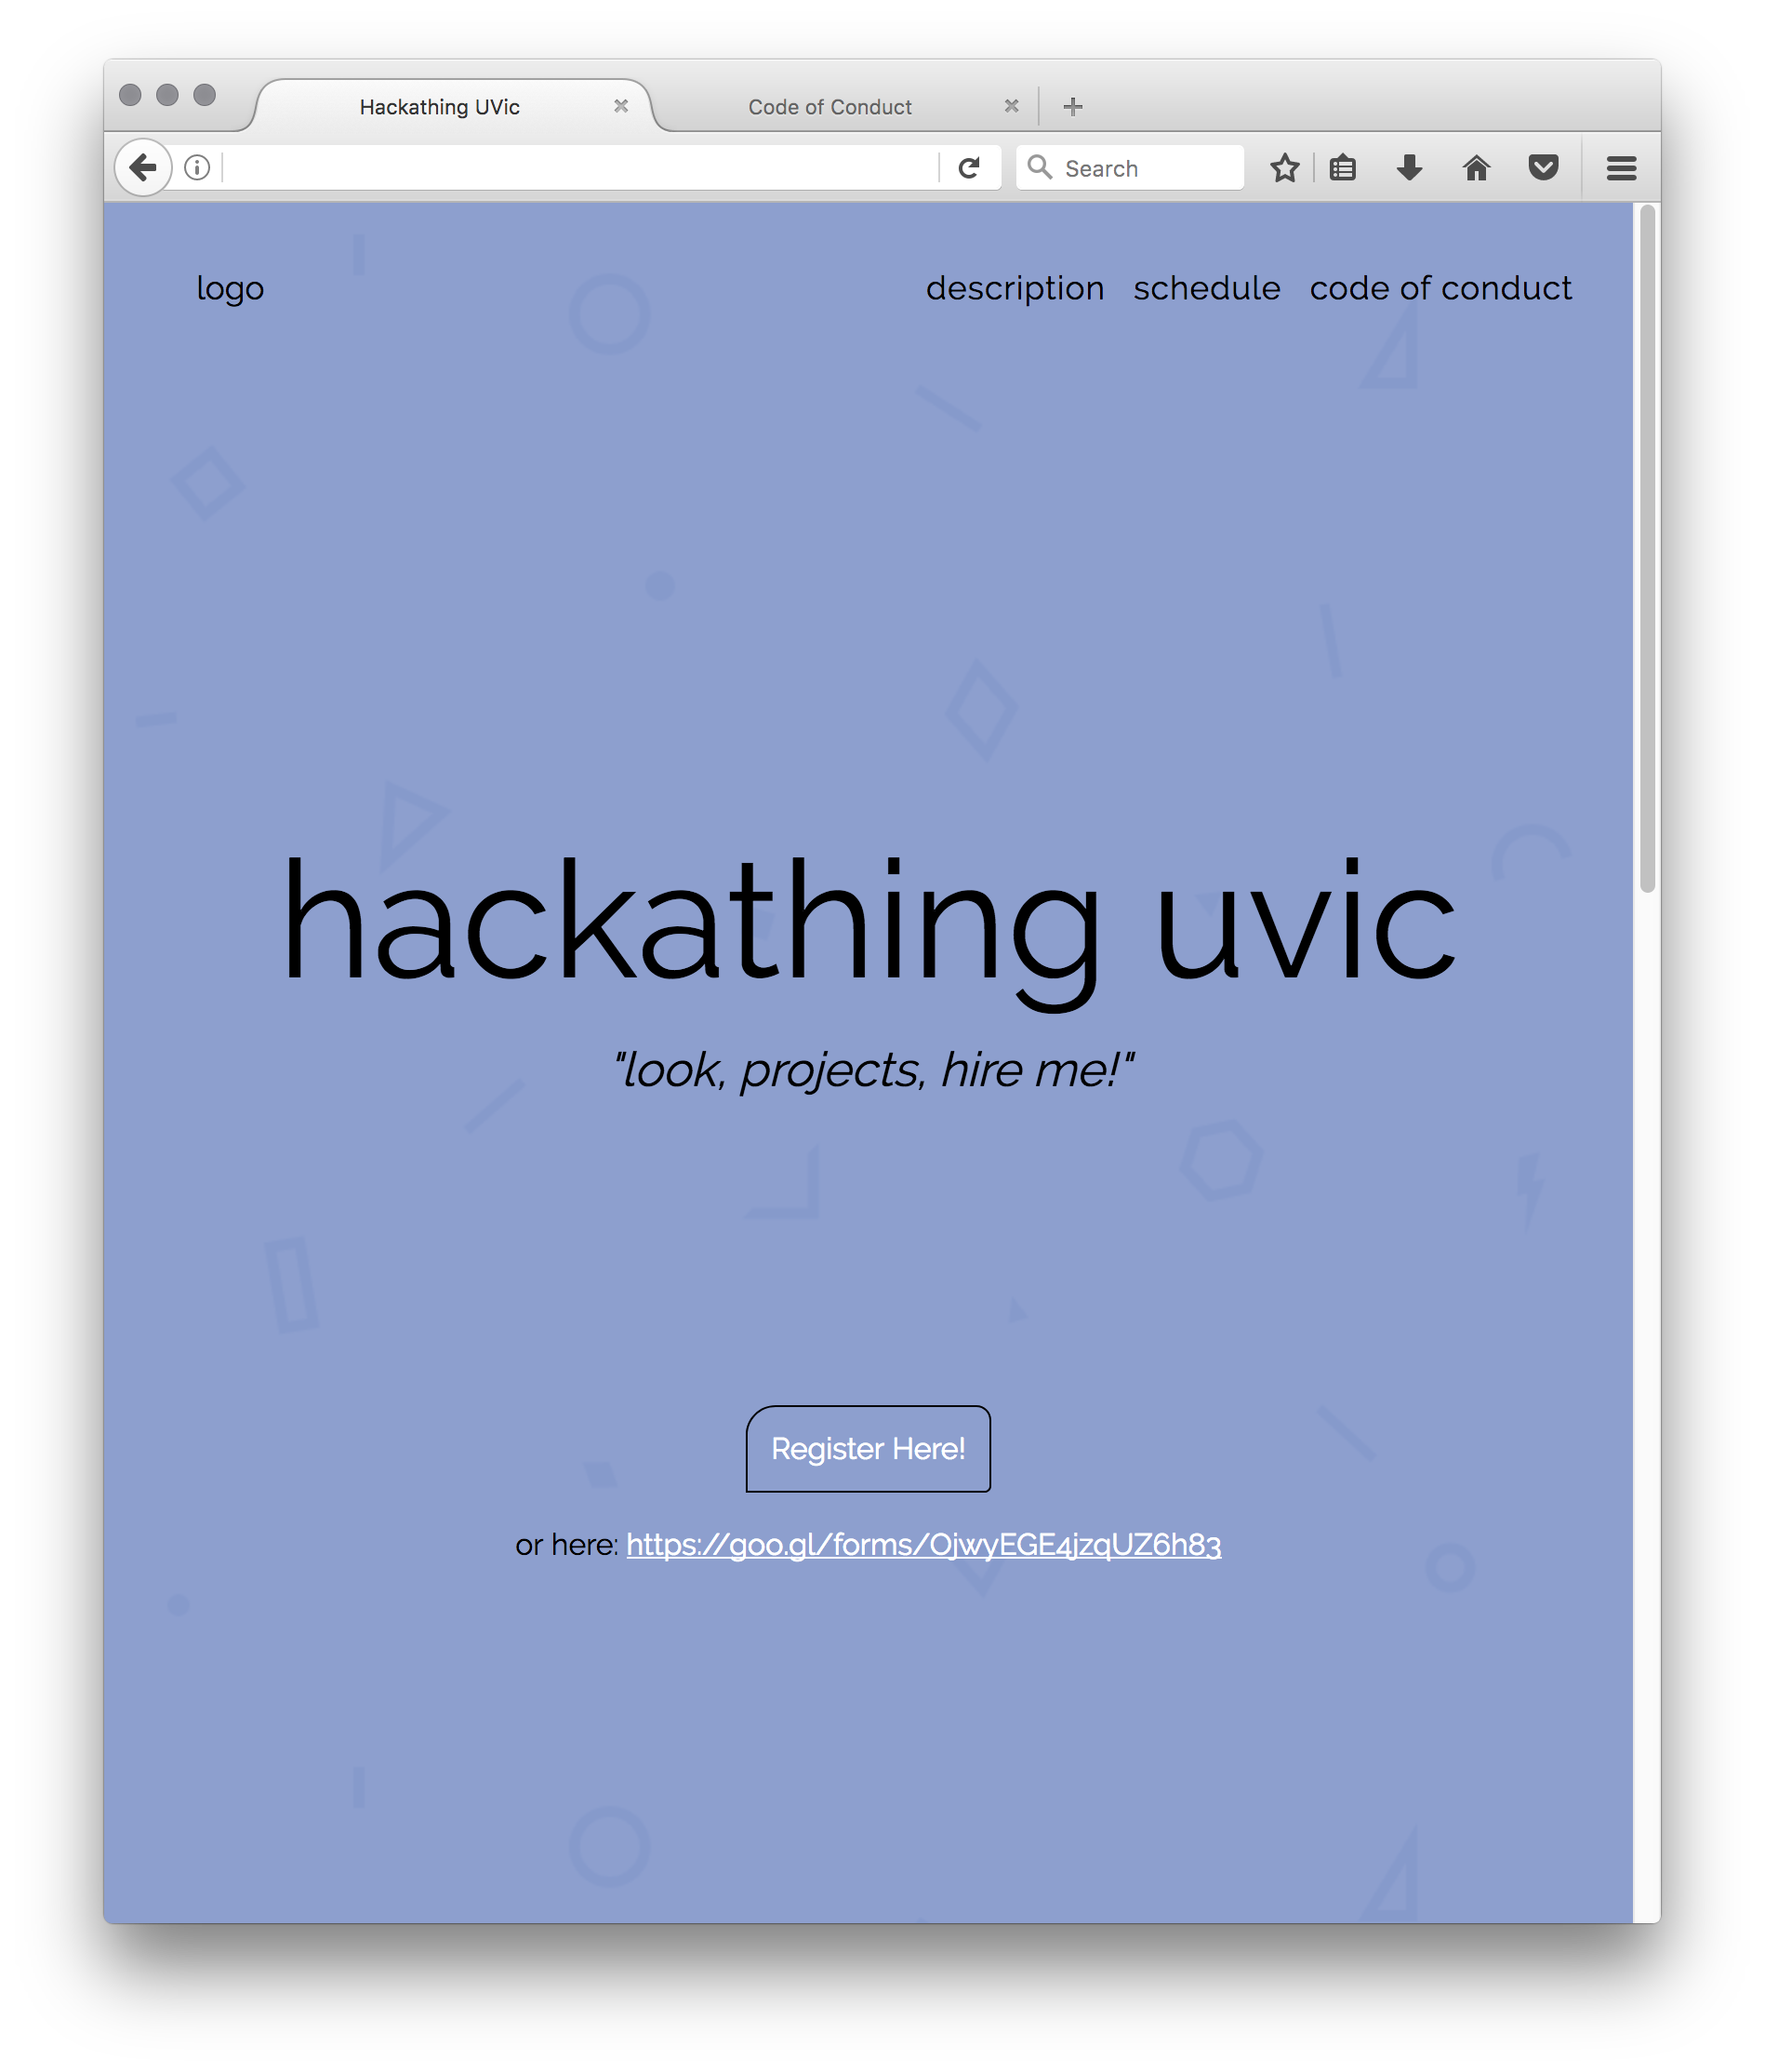 Hackathing UVic
Code of Conduct
Search
logo
description schedule code of conduct
hackathing uvic
"look, projects, hire me!"
Register Here!
or here: https://goo.gl/forms/OjwyEGE4jzqUZ6h83